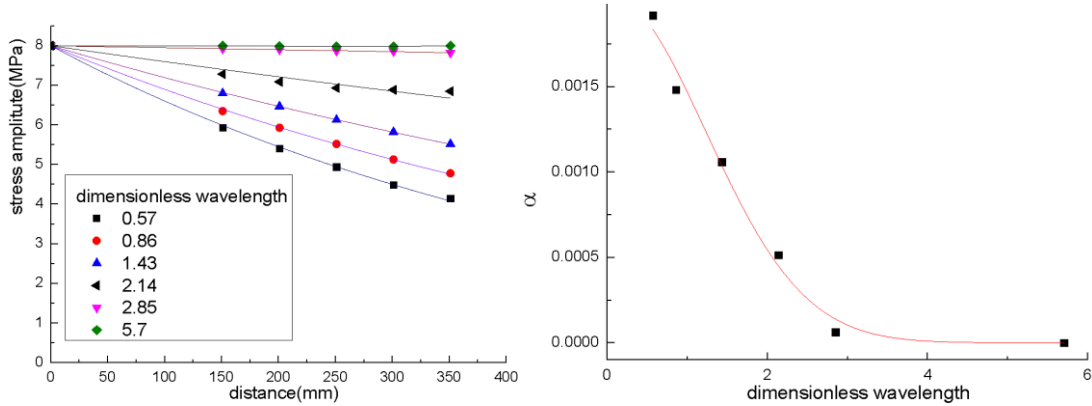 stress amplitude(MPa)
9
8
7
6
5
4
3
2
1
0
dimensionless wavelength
0.57
0.86
1.43
2.14
2.85
5.7
0 50 100 150 200 250 300 350 400
distance(mm)
α
0.0015
0.0010
0.0005
0.0000
0 2 4 6
dimensionless wavelength